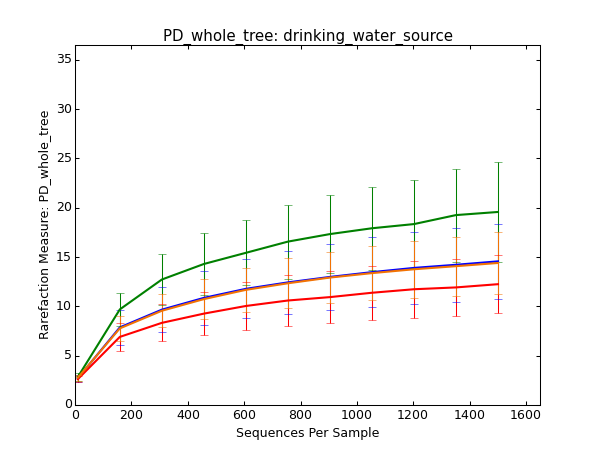 PD_whole_tree: drinking_water_source
Rarefaction Measure: PD_whole_tree
35
30
25
20
15
10
5
0
0 200 400 600 800 1000 1200 1400 1600
Sequences Per Sample